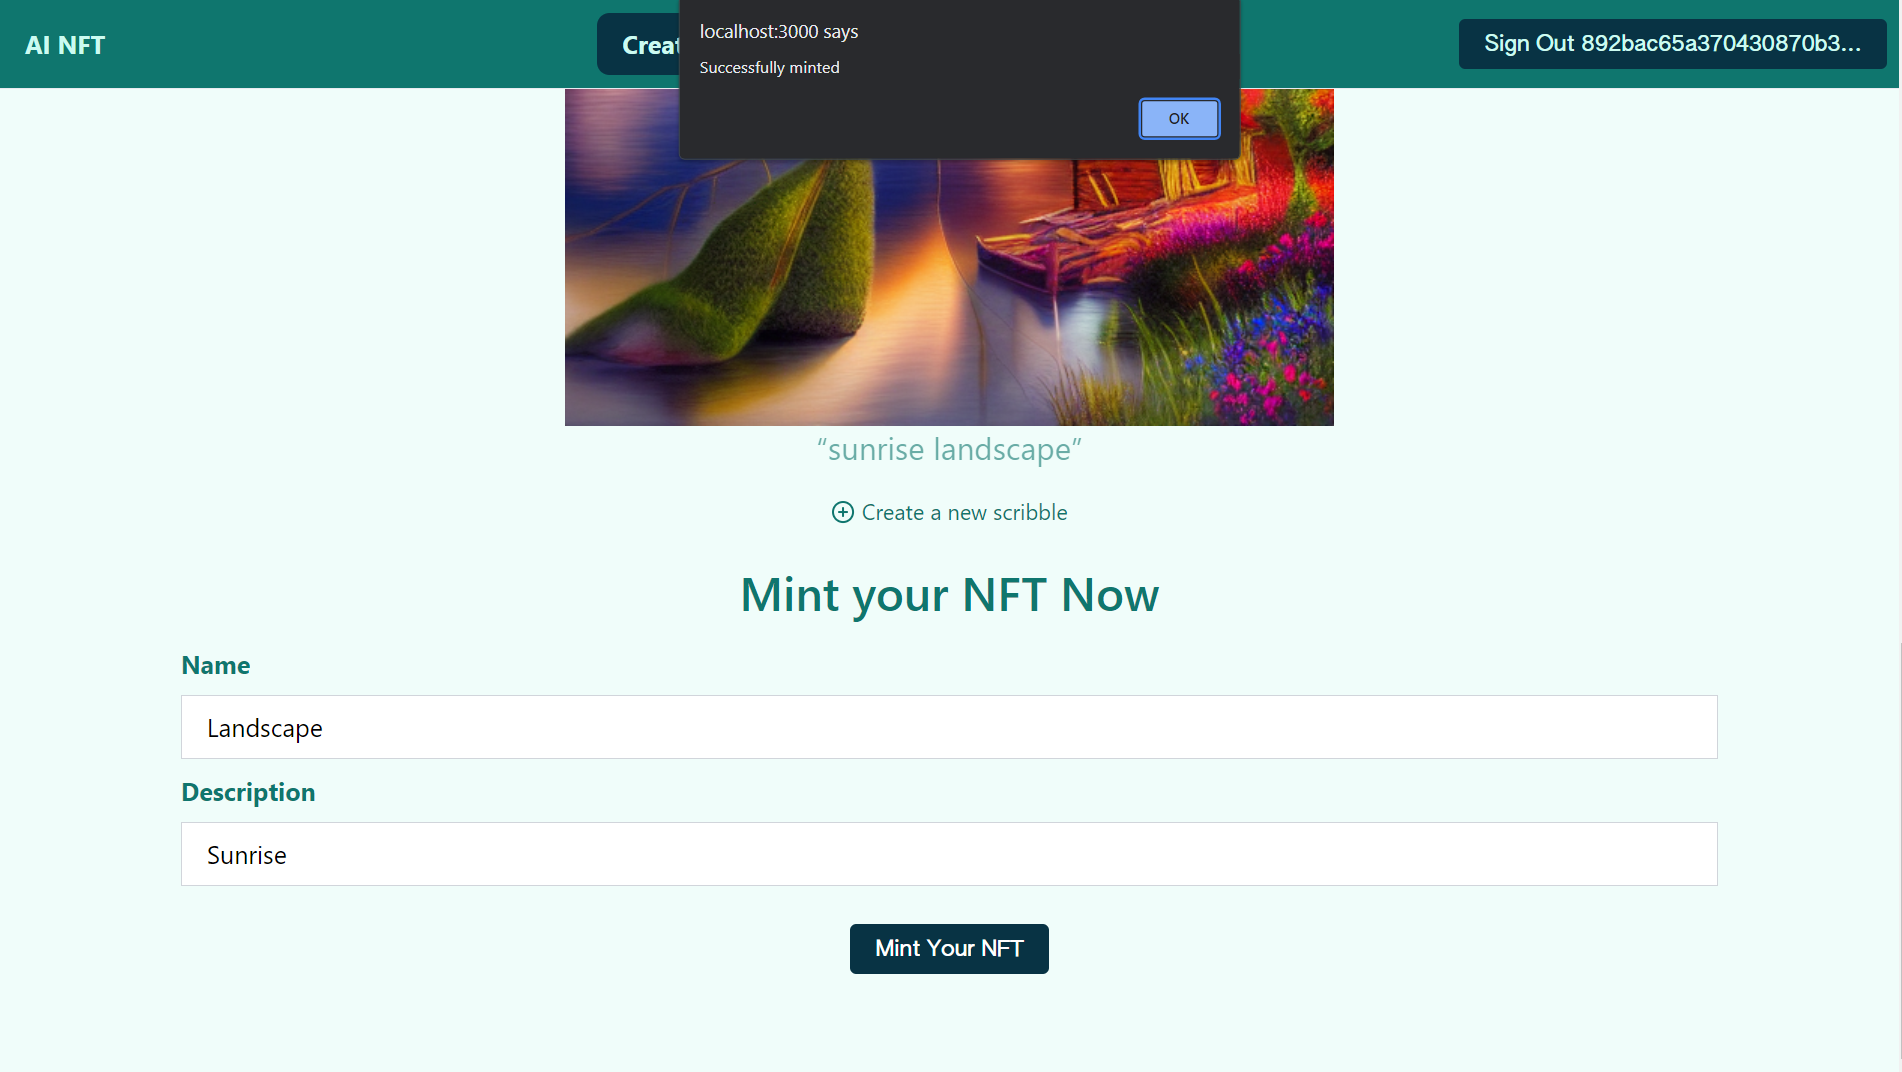 AI NFT
localhost:3000 says
Successfully minted
OK
Sign Out 892bac65a370430870b3...
“sunrise landscape”
Create a new scribble
Mint your NFT Now
Name
Landscape
Description
Sunrise
Mint Your NFT